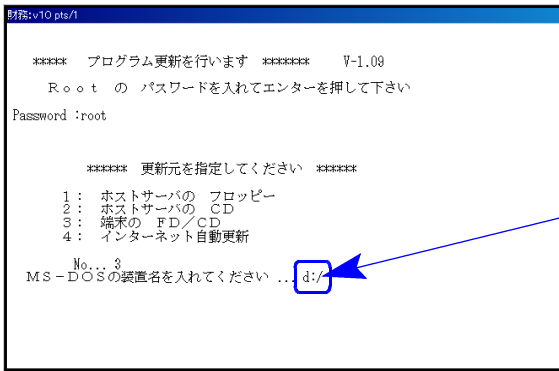 財務:v10 pts/1
***** プログラム更新を行います ******* V-1.09
Root の パスワードを入れてエンターを押して下さい
Password :root
****** 更新元を指定してください ******
1: ホストサーバの フロッピー
2: ホストサーバの CD
3: 端末の FD/CD
4: インターネット自動更新
No... 3
MS-DOSの装置名を入れてください ... d:/